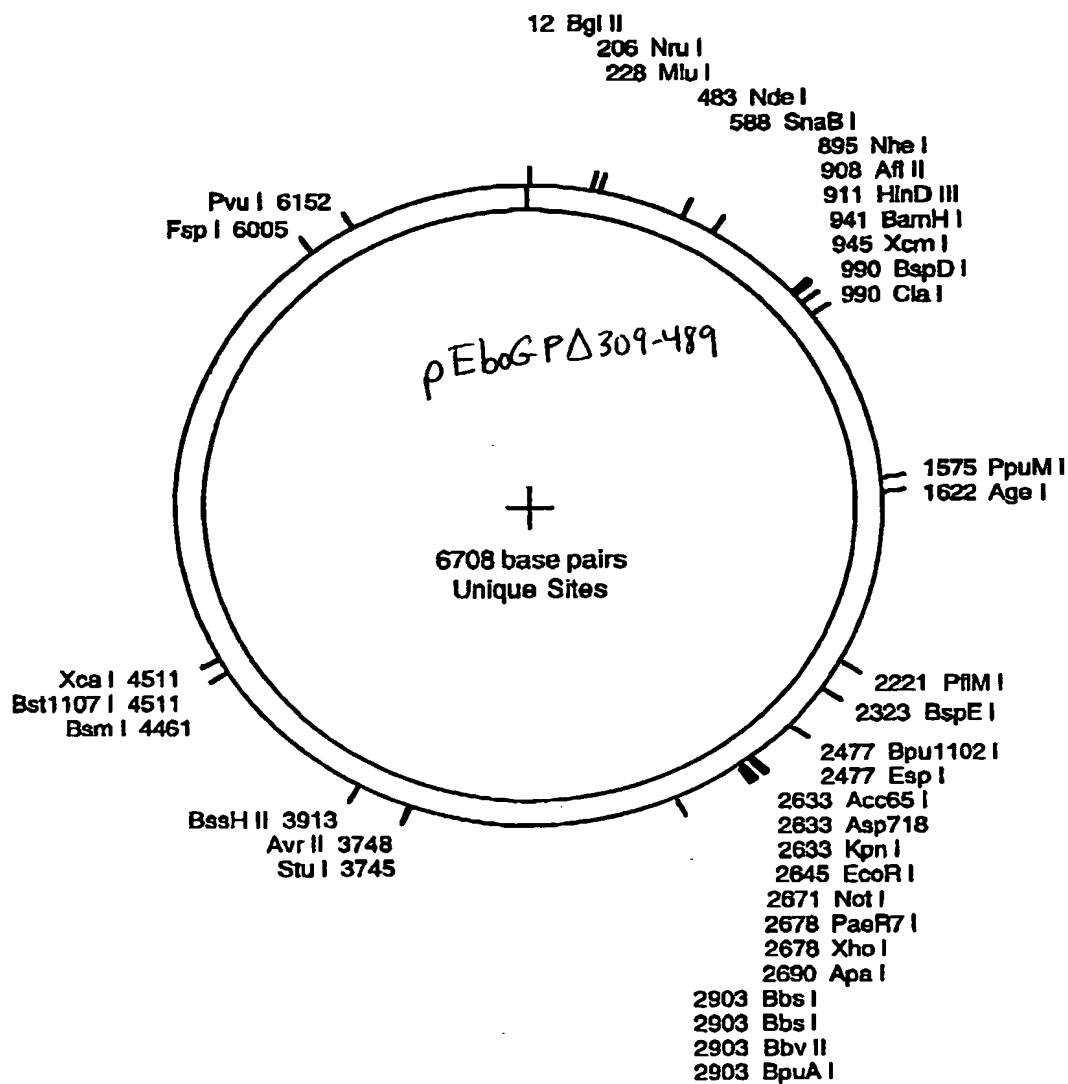 12 Bgl II
206 Nru I
228 Mlu I
483 Nde I
588 SnaB I
895 Nhe I
908 Afl II
911 HinD III
941 BamH I
945 Xcm I
990 BspD I
990 Cla I
Pvu I 6152
Fsp I 6005
pEboGPΔ309-489
1575 PpuM I
1622 Age I
6708 base pairs
Unique Sites
2221 PflM I
2323 BspE I
2477 Bpu1102 I
2477 Esp I
2633 Acc65 I
2633 Asp718
2633 Kpn I
2645 EcoR I
2671 Not I
2678 PaeR7 I
2678 Xho I
2690 Apa I
2903 Bbs I
2903 Bbs I
2903 Bbv II
2903 BpuA I
Xca I 4511
Bst1107 I 4511
Bsm I 4461
BssH II 3913
Avr II 3748
Stu I 3745